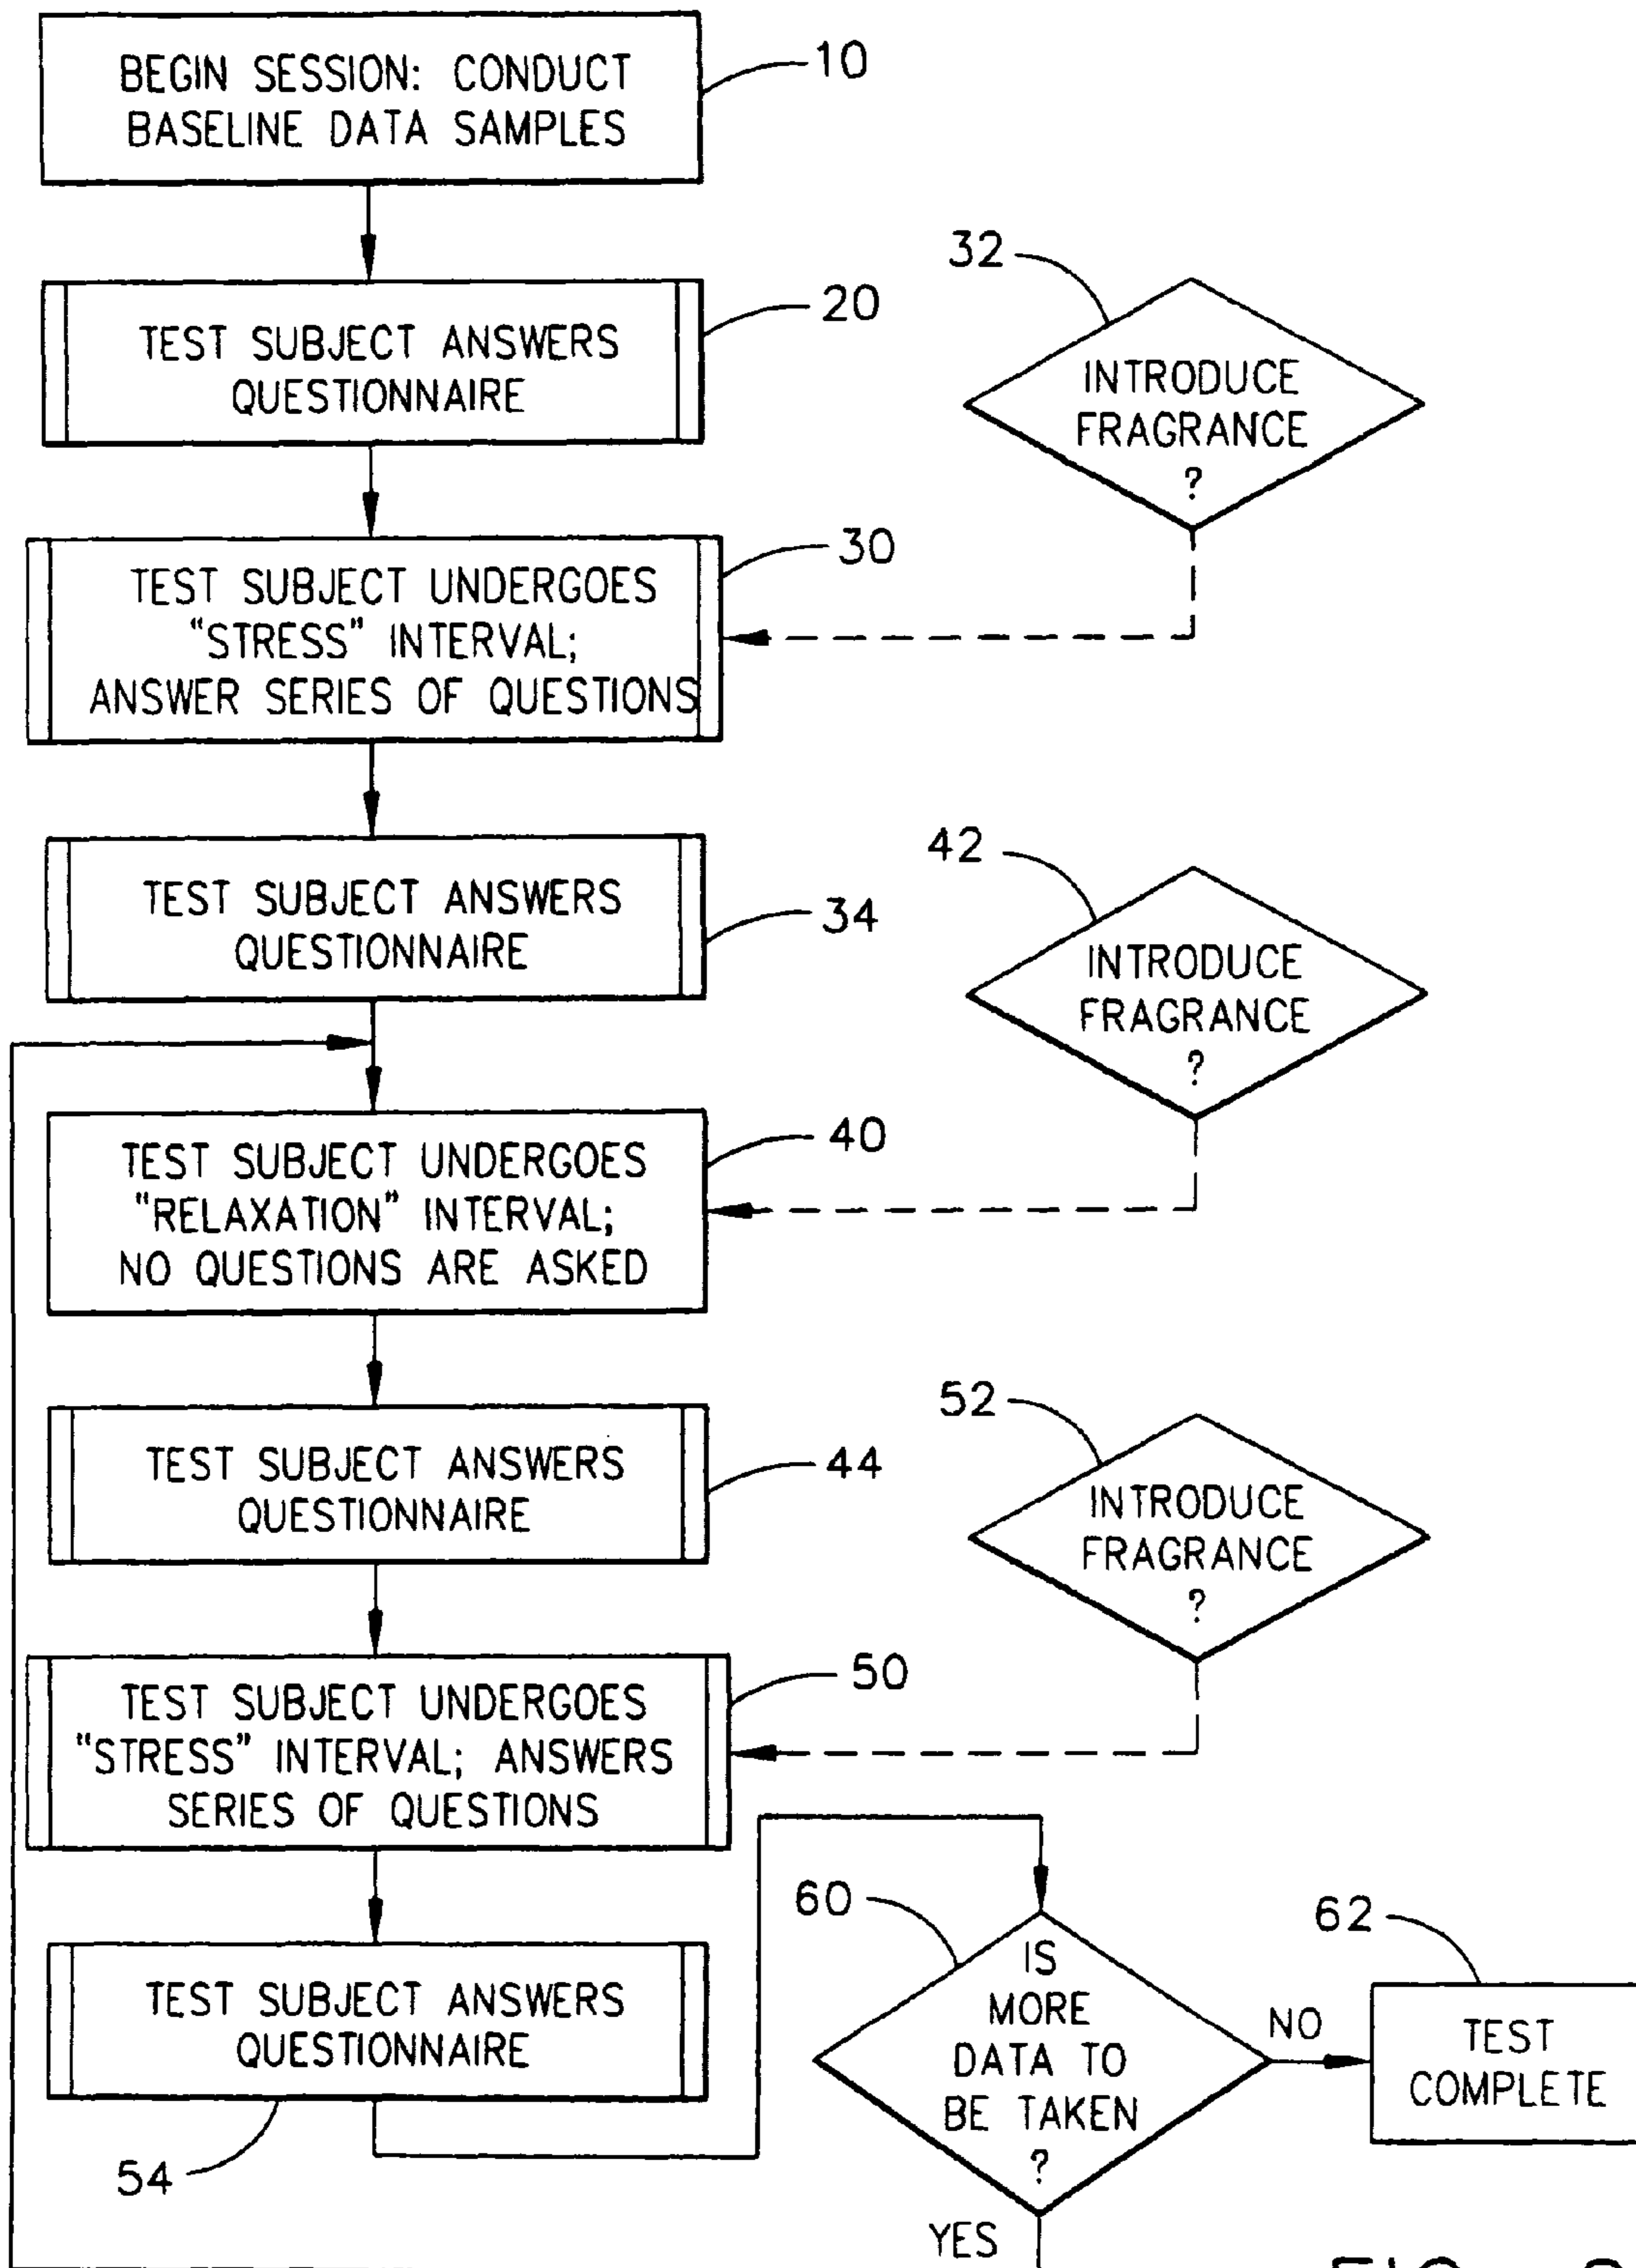 BEGIN SESSION: CONDUCT
BASELINE DATA SAMPLES
10
TEST SUBJECT ANSWERS
QUESTIONNAIRE
20
32
INTRODUCE
FRAGRANCE
?
TEST SUBJECT UNDERGOES
"STRESS" INTERVAL;
ANSWER SERIES OF QUESTIONS
30
TEST SUBJECT ANSWERS
QUESTIONNAIRE
34
42
INTRODUCE
FRAGRANCE
?
TEST SUBJECT UNDERGOES
"RELAXATION" INTERVAL;
NO QUESTIONS ARE ASKED
40
TEST SUBJECT ANSWERS
QUESTIONNAIRE
44
52
INTRODUCE
FRAGRANCE
?
TEST SUBJECT UNDERGOES
"STRESS" INTERVAL; ANSWERS
SERIES OF QUESTIONS
50
TEST SUBJECT ANSWERS
QUESTIONNAIRE
54
60
IS
MORE
DATA TO
BE TAKEN
?
NO
62
TEST
COMPLETE
YES